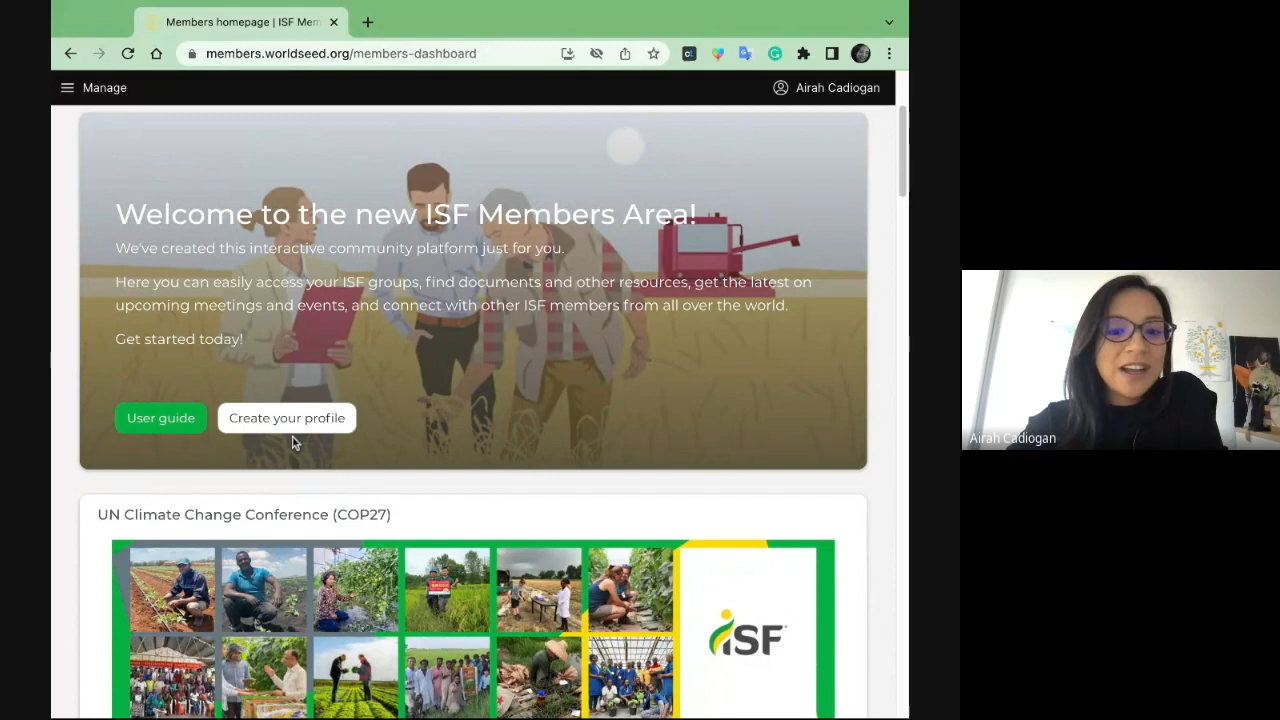 Members homepage | ISF Mem
members.worldseed.org/members-dashboard
Manage
Airah Cadiogan
Welcome to the new ISF Members Area!
We've created this interactive community platform just for you.
Here you can easily access your ISF groups, find documents and other resources, get the latest on
upcoming meetings and events, and connect with other ISF members from all over the world.
Get started today!
User guide
Create your profile
UN Climate Change Conference (COP27)
iSF
Airah Cadiogan